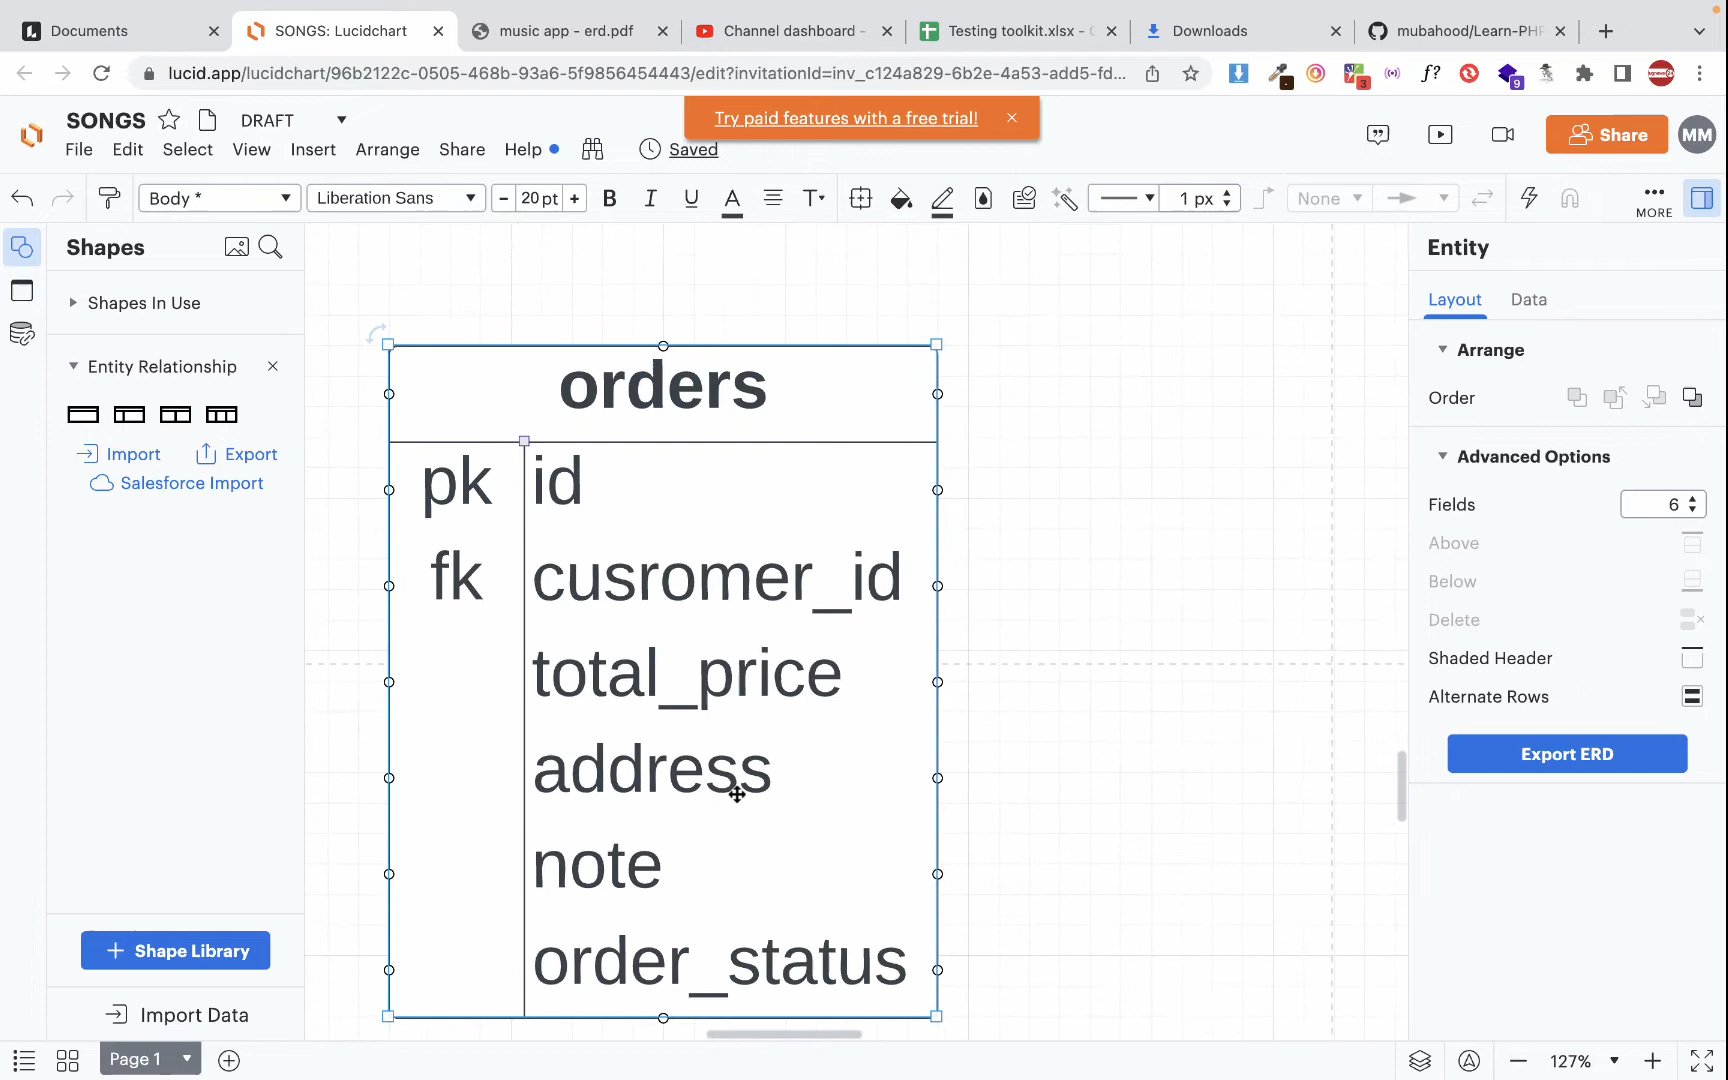 Documents
SONGS: Lucidchart
music app - erd.pdf
Channel dashboard -
Testing toolkit.xlsx -
Downloads
mubahood/Learn-PHP
lucid.app/lucidchart/96b2122c-0505-468b-93a6-5f9856454443/edit?invitationId=inv_c124a829-6b2e-4a53-add5-fd...
3
f?
9
Try paid features with a free trial!
SONGS
DRAFT
File Edit Select View Insert Arrange Share Help
Saved
Share
MM
Body *
Liberation Sans
20 pt
B I U A T
1 px
None
MORE
Shapes
Shapes In Use
Entity Relationship
Import
Export
Salesforce Import
Shape Library
Import Data
orders
pk id
fk cusromer_id
total_price
address
note
order_status
Entity
Layout
Data
Arrange
Order
Advanced Options
Fields 6
Above
Below
Delete
Shaded Header
Alternate Rows
Export ERD
Page 1
127%